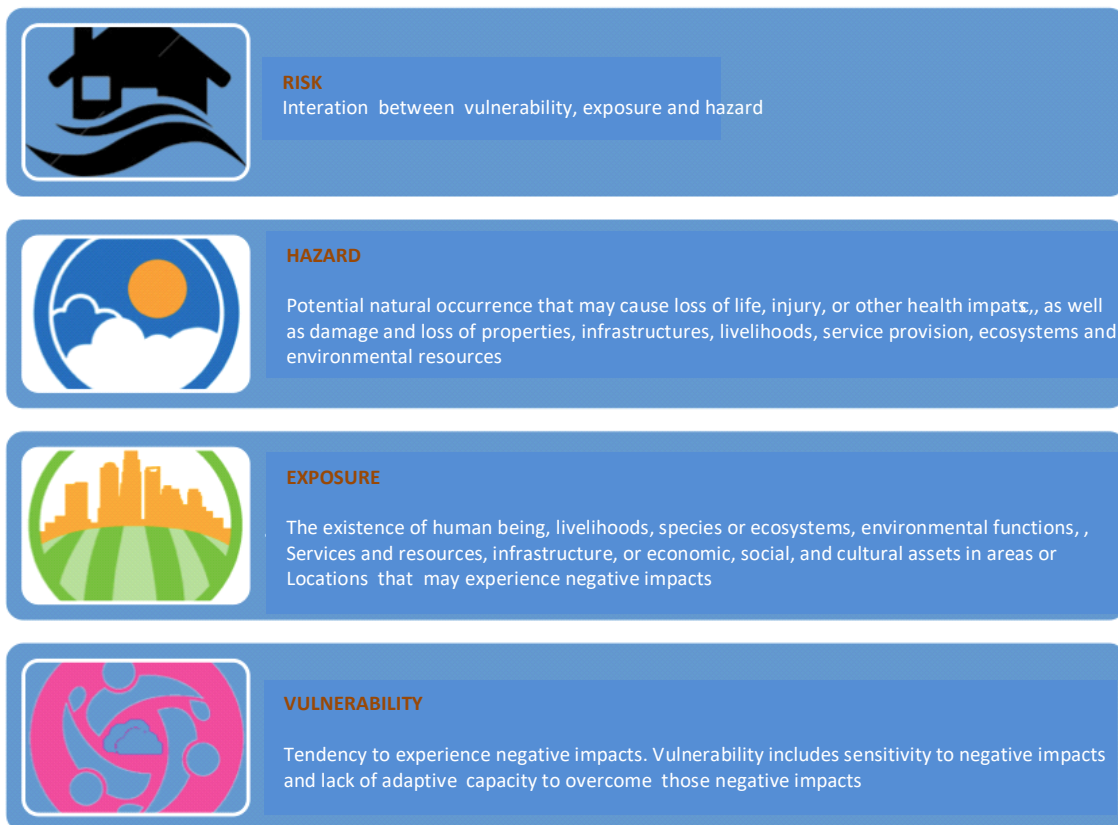 RISK
Interation between vulnerability, exposure and hazard
HAZARD
Potential natural occurrence that may cause loss of life, injury, or other health impats,, as well
as damage and loss of properties, infrastructures, livelihoods, service provision, ecosystems and
environmental resources
EXPOSURE
The existence of human being, livelihoods, species or ecosystems, environmental functions, ,
Services and resources, infrastructure, or economic, social, and cultural assets in areas or
Locations that may experience negative impacts
VULNERABILITY
Tendency to experience negative impacts. Vulnerability includes sensitivity to negative impacts
and lack of adaptive capacity to overcome those negative impacts